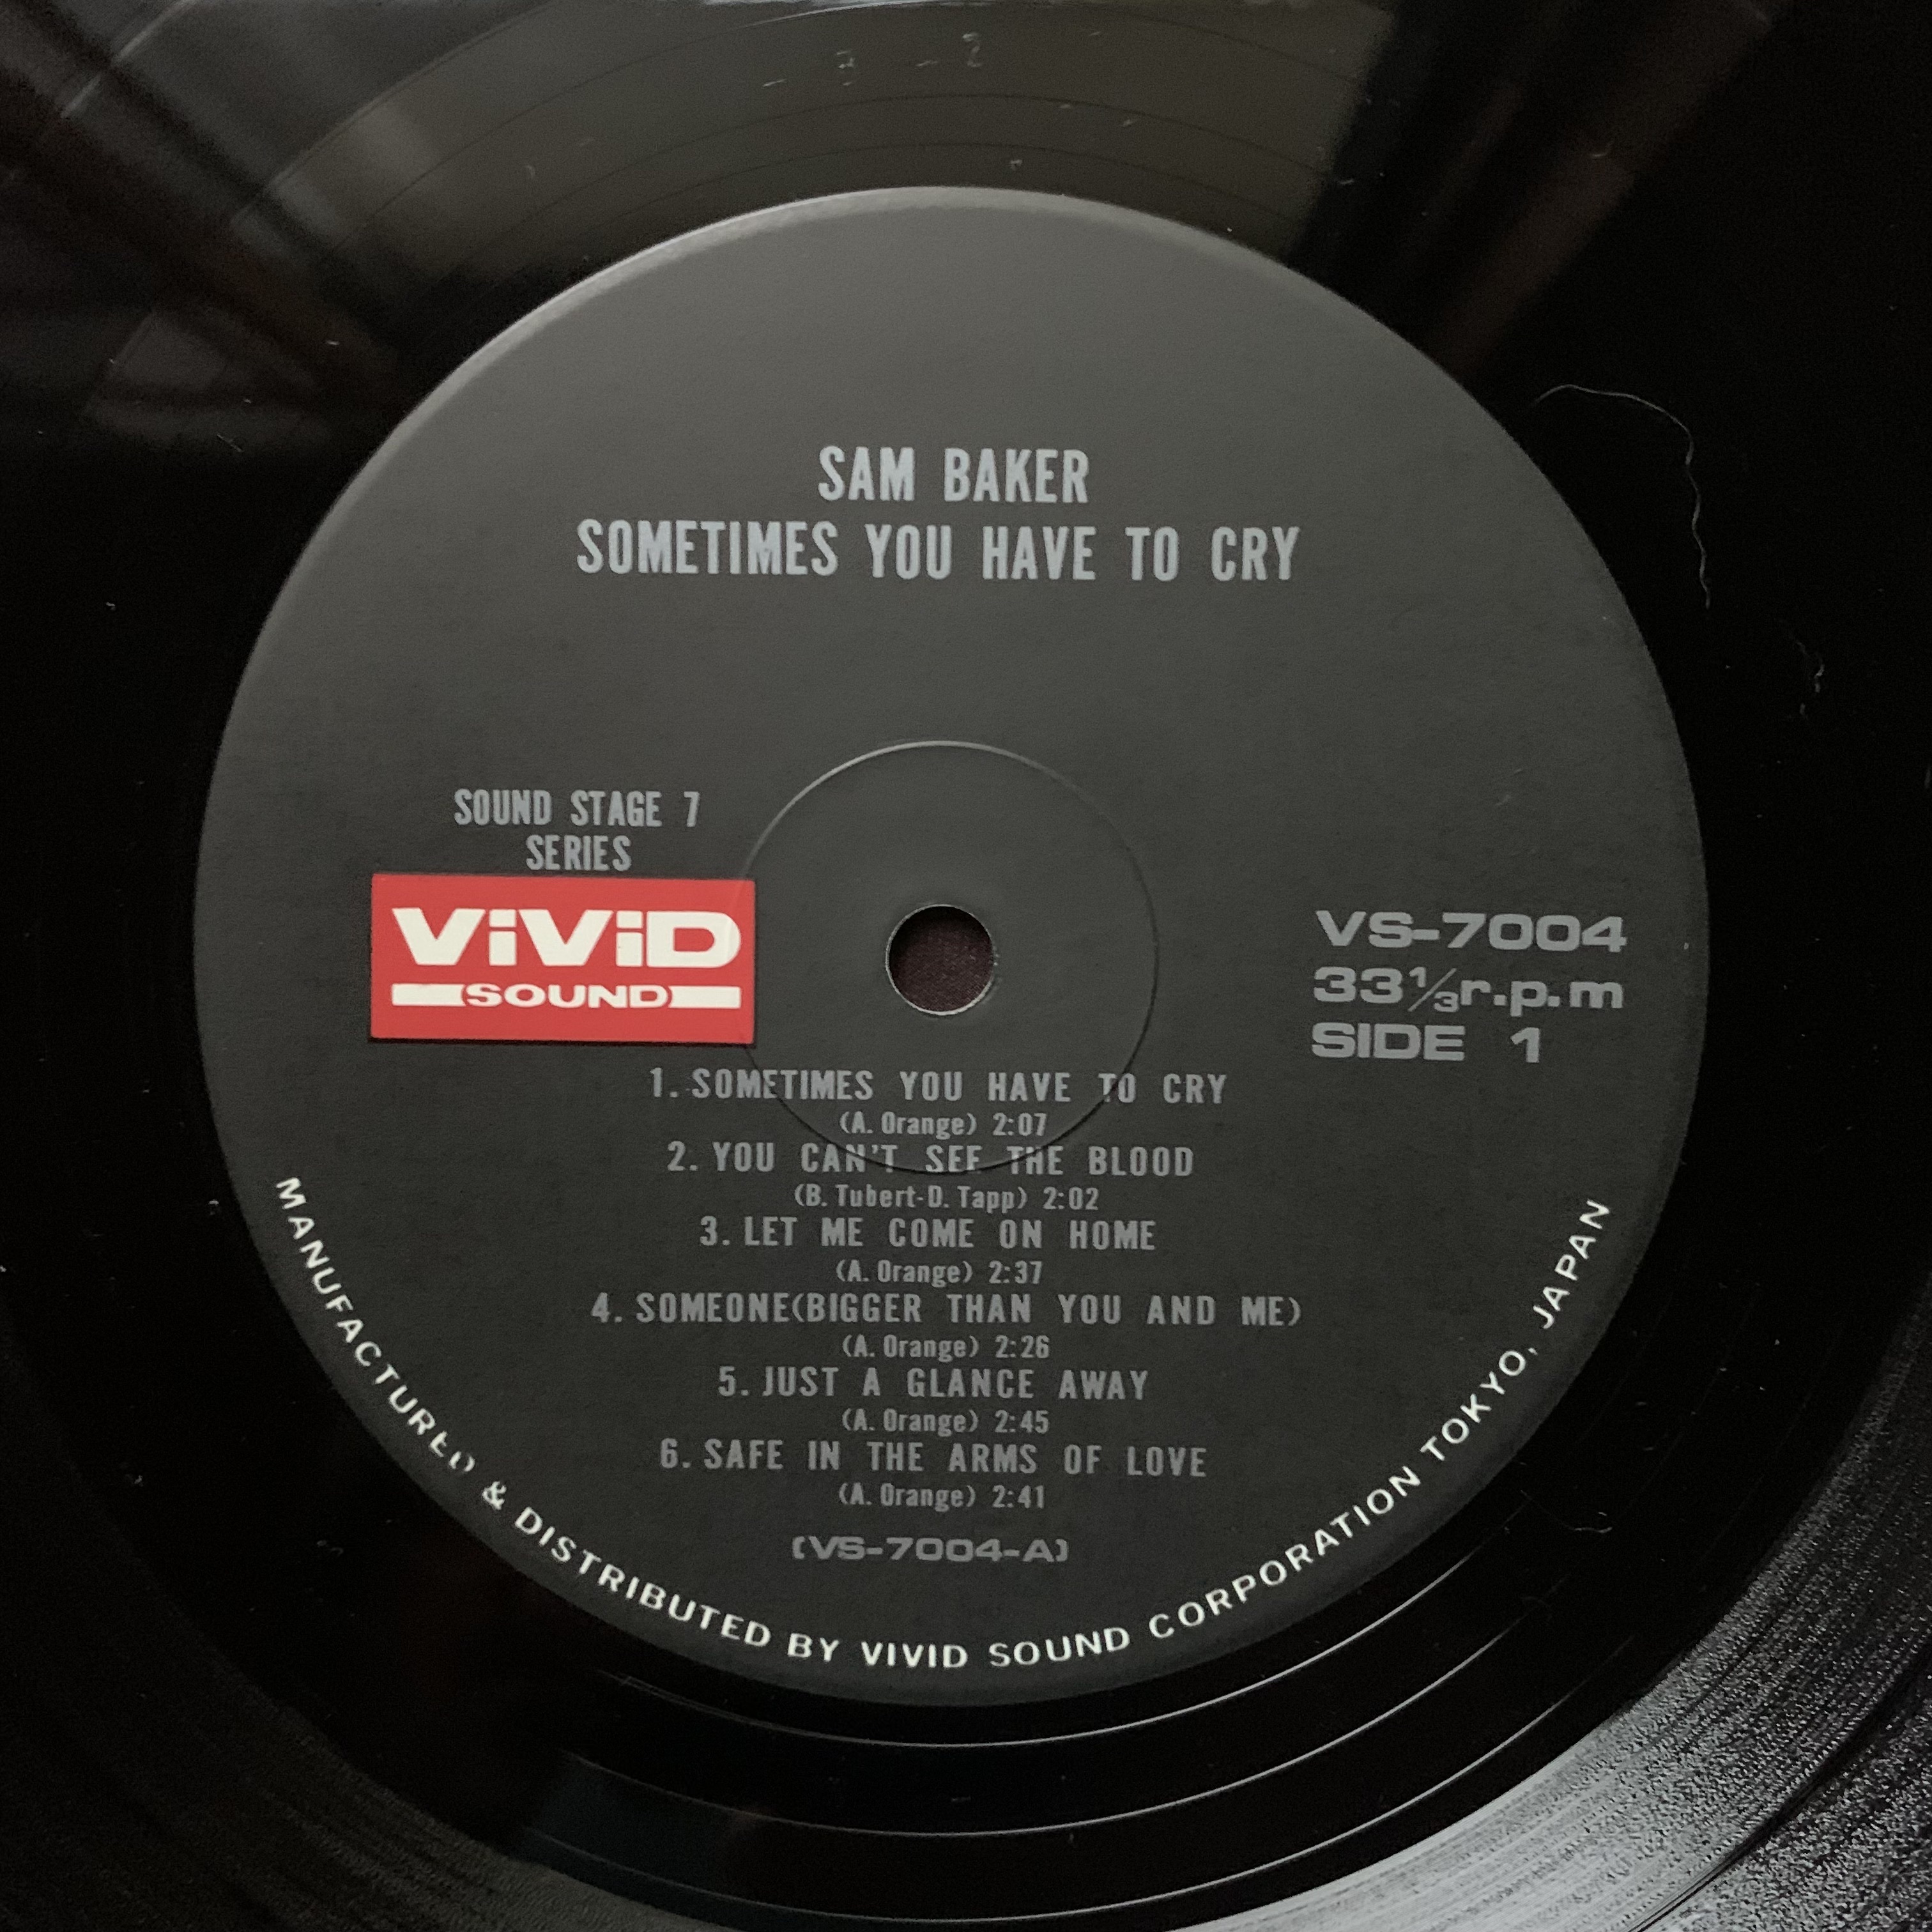 SAM BAKER
SOMETIMES YOU HAVE TO CRY
SOUND STAGE 7
SERIES
ViViD
SOUND
VS-7004
33⅓r.p.m
SIDE 1
1. SOMETIMES YOU HAVE TO CRY
(A. Orange) 2:07
2. YOU CAN'T SEE THE BLOOD
(B. Tubert-D. Tapp) 2:02
3. LET ME COME ON HOME
(A. Orange) 2:37
4. SOMEONE(BIGGER THAN YOU AND ME)
(A. Orange) 2:26
5. JUST A GLANCE AWAY
(A. Orange) 2:45
6. SAFE IN THE ARMS OF LOVE
(A. Orange) 2:41
(VS-7004-A)
MANUFACTURED & DISTRIBUTED BY VIVID SOUND CORPORATION TOKYO, JAPAN